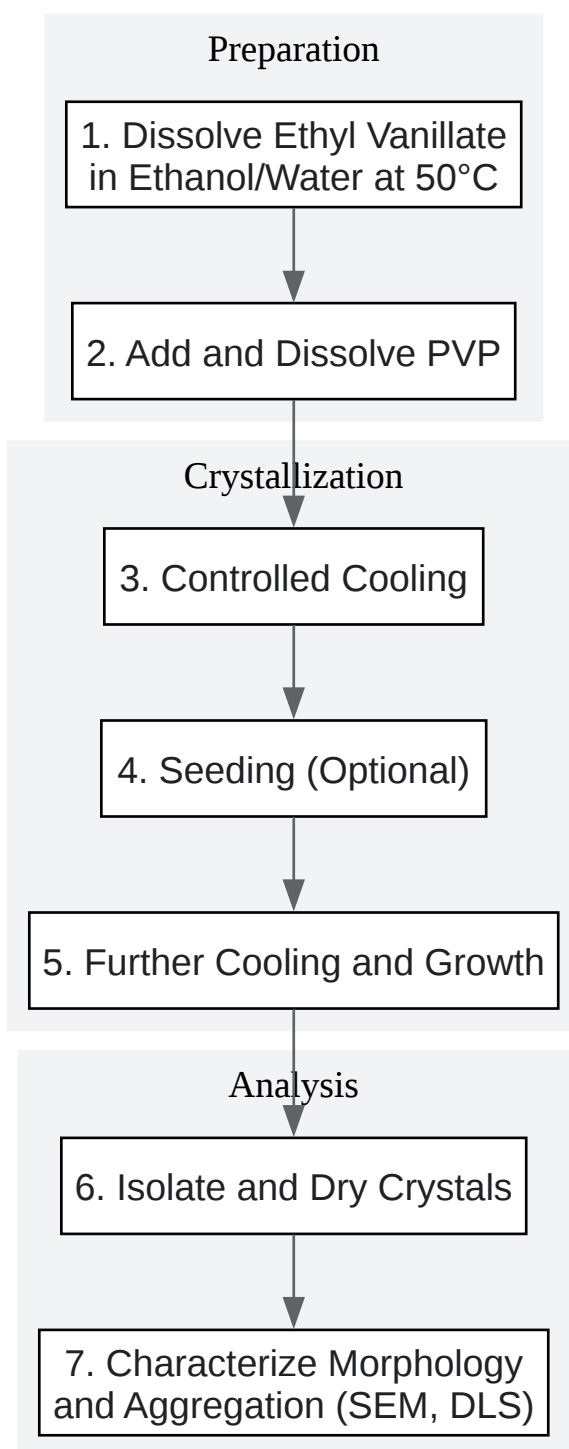 Preparation
1. Dissolve Ethyl Vanillate
in Ethanol/Water at 50°C
2. Add and Dissolve PVP
Crystallization
3. Controlled Cooling
4. Seeding (Optional)
5. Further Cooling and Growth
Analysis
6. Isolate and Dry Crystals
7. Characterize Morphology
and Aggregation (SEM, DLS)